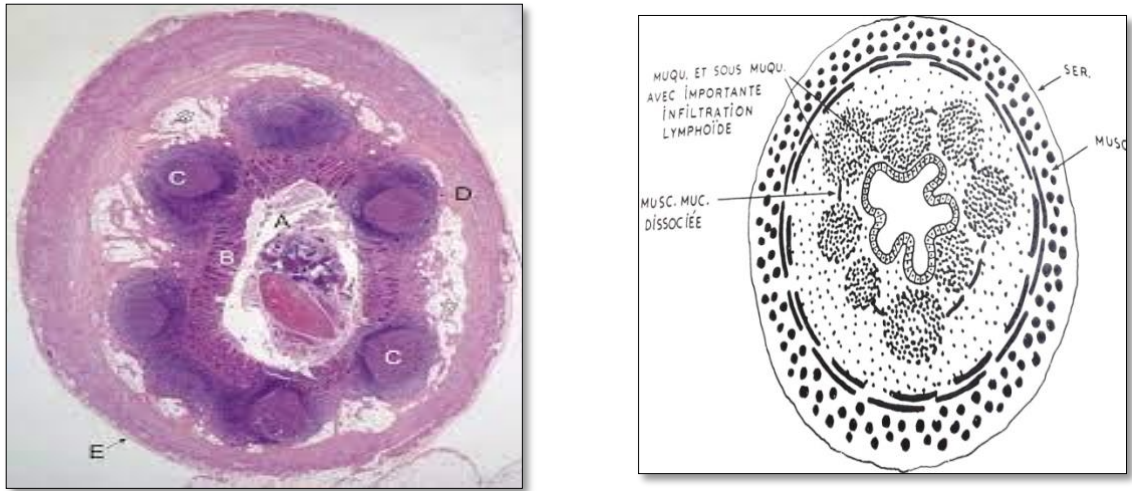 A
B
C
C
D
E
MUQU. ET SOUS MUQU.
AVEC IMPORTANTE
INFILTRATION
LYMPHOÏDE
MUSC. MUC.
DISSOCIÉE
SER.
MUSC